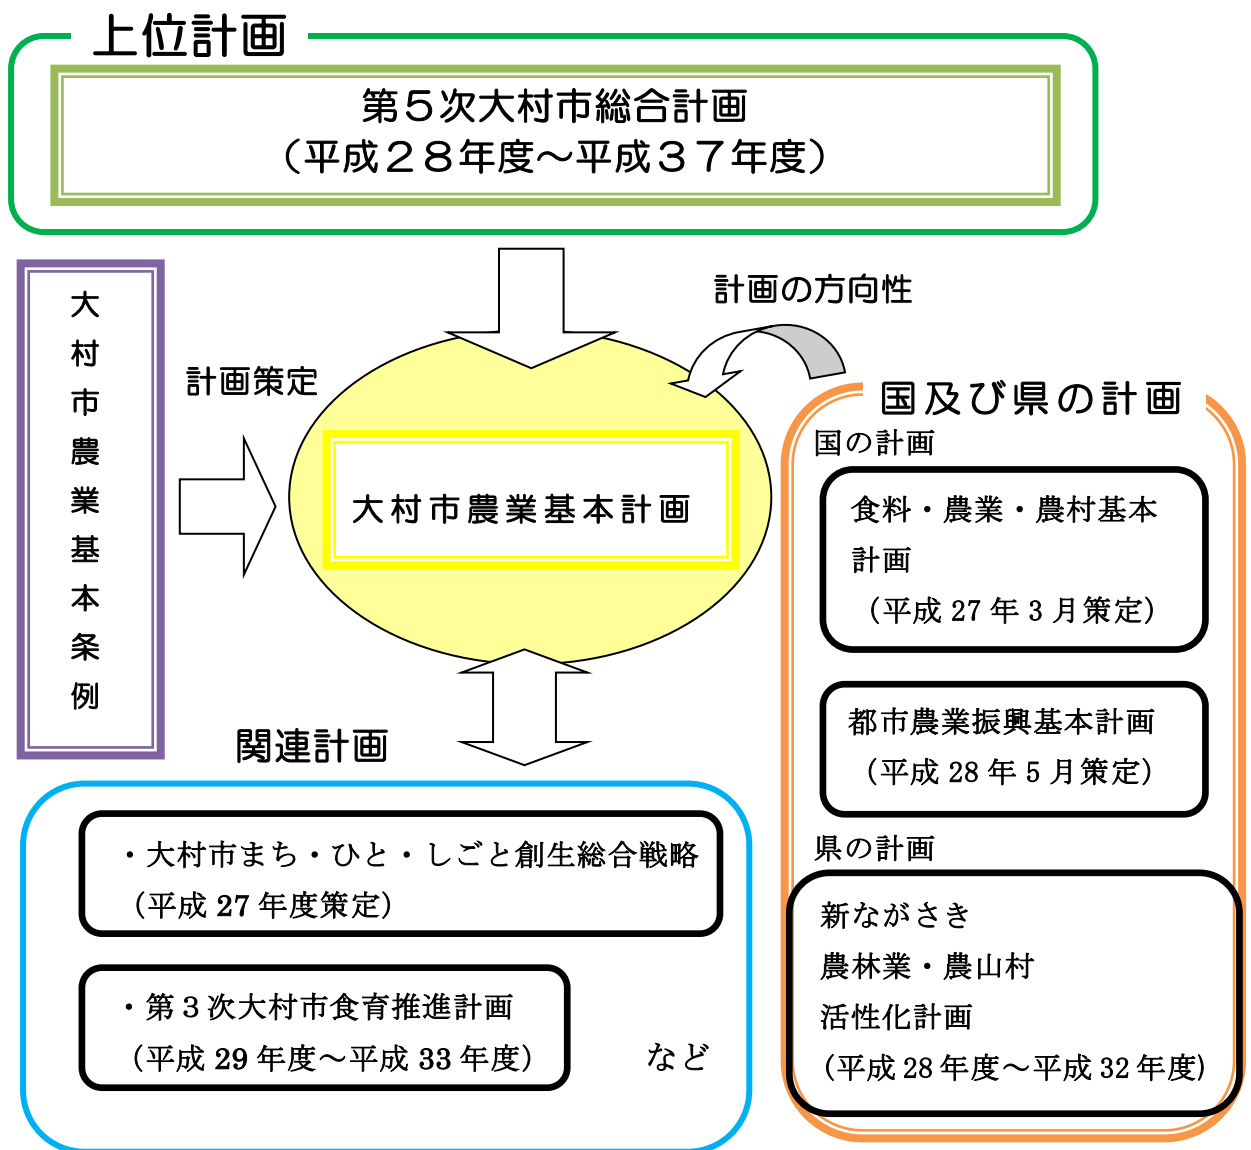 上位計画
第５次大村市総合計画
（平成２８年度～平成３７年度）
大村市農業基本条例
計画策定
計画の方向性
大村市農業基本計画
国及び県の計画
国の計画
食料・農業・農村基本
計画
（平成 27 年 3 月策定）
都市農業振興基本計画
（平成 28 年 5 月策定）
県の計画
新ながさき
農林業・農山村
活性化計画
(平成 28 年度～平成 32 年度)
関連計画
・大村市まち・ひと・しごと創生総合戦略
（平成 27 年度策定）
・第３次大村市食育推進計画
（平成 29 年度～平成 33 年度）
など